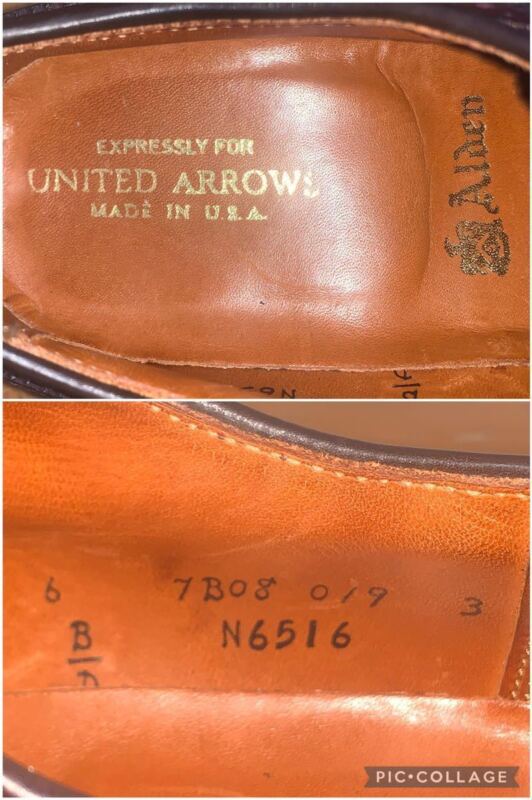 EXPRESSLY FOR
UNITED ARROWS
MADE IN U.S.A.
Alden
6 7B08 019 3
B N6516
D
PIC•COLLAGE